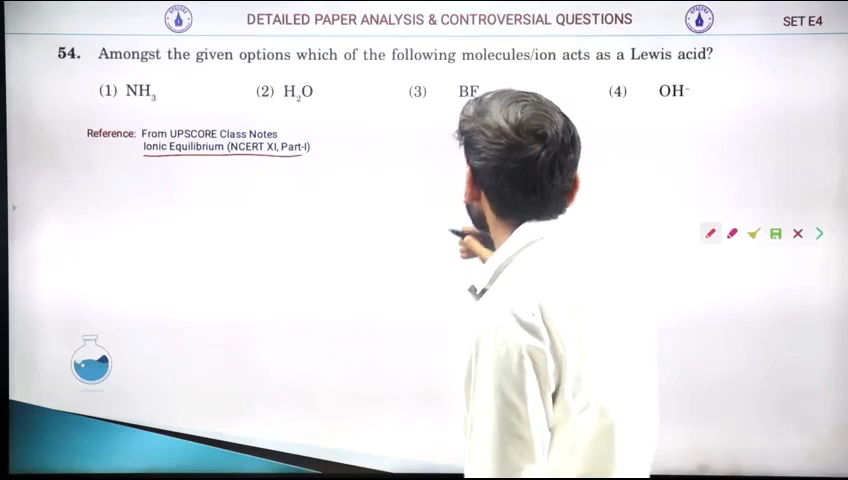 DETAILED PAPER ANALYSIS & CONTROVERSIAL QUESTIONS
SET E4
54. Amongst the given options which of the following molecules/ion acts as a Lewis acid?
(1) NH₃ (2) H₂O (3) BF (4) OH⁻
Reference: From UPSCORE Class Notes
Ionic Equilibrium (NCERT XI, Part-I)